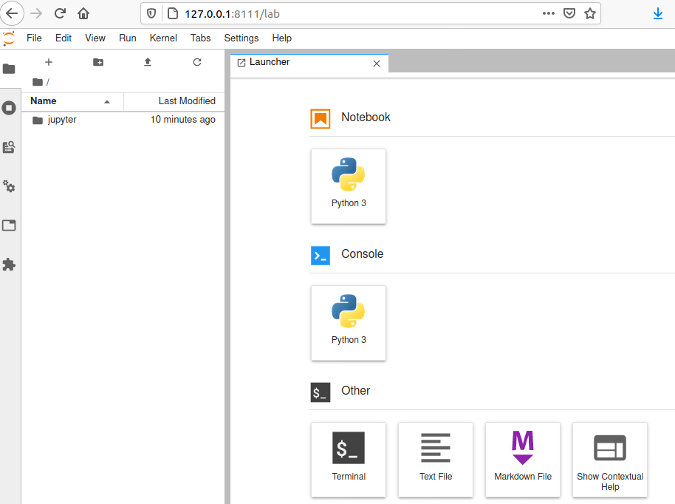 127.0.0.1:8111/lab
File Edit View Run Kernel Tabs Settings Help
Launcher
/
Name Last Modified
jupyter 10 minutes ago
Notebook
Python 3
Console
Python 3
Other
$_
Terminal
Text File
M
Markdown File
Show Contextual
Help